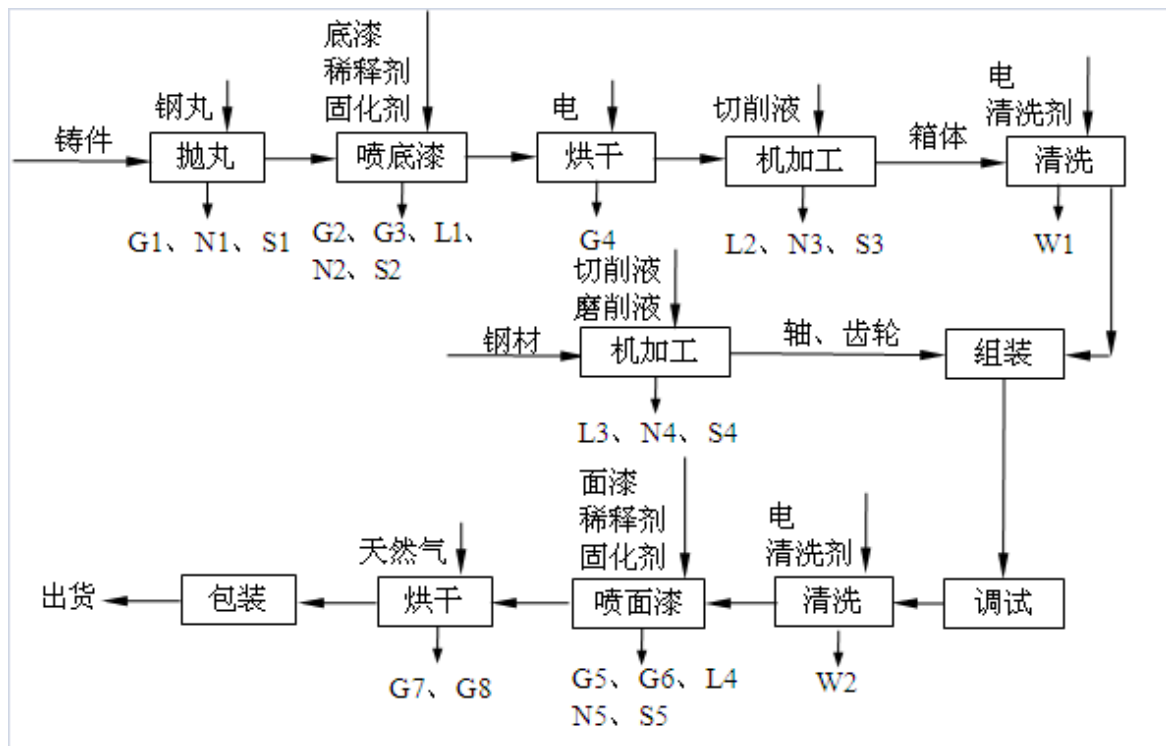 底漆
稀释剂
固化剂
钢丸
电
切削液
电
清洗剂
铸件
抛丸
喷底漆
烘干
机加工
箱体
清洗
G1、N1、S1
G2、G3、L1、
N2、S2
G4
L2、N3、S3
W1
切削液
磨削液
钢材
机加工
轴、齿轮
组装
L3、N4、S4
面漆
稀释剂
固化剂
电
清洗剂
天然气
出货
包装
烘干
喷面漆
清洗
调试
G7、G8
G5、G6、L4
N5、S5
W2